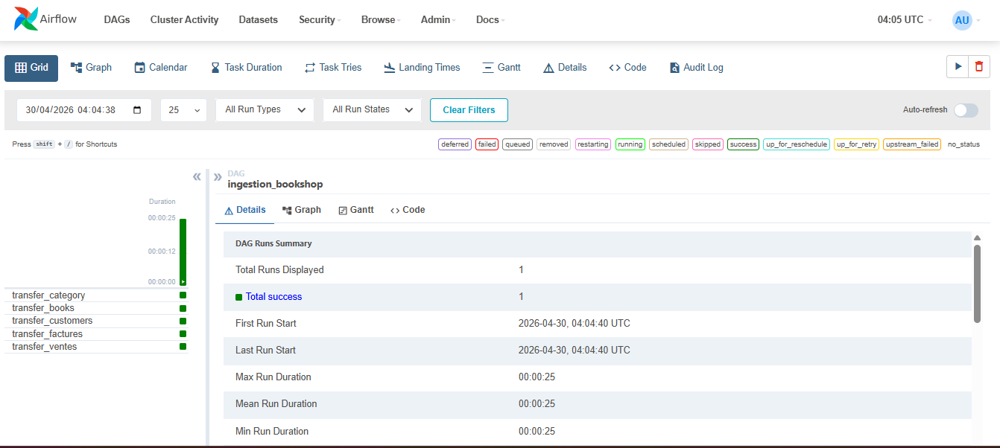 Airflow DAGs Cluster Activity Datasets Security Browse Admin Docs 04:05 UTC AU
Grid Graph Calendar Task Duration Task Tries Landing Times Gantt Details Code Audit Log
30/04/2026 04:04:38 25 All Run Types All Run States Clear Filters Auto-refresh
Press shift + / for Shortcuts deferred failed queued removed restarting running scheduled skipped success up_for_reschedule up_for_retry upstream_failed no_status
DAG
ingestion_bookshop
Details Graph Gantt Code
Duration
00:00:25
00:00:12
00:00:00
transfer_category
transfer_books
transfer_customers
transfer_factures
transfer_ventes
DAG Runs Summary
Total Runs Displayed 1
Total success 1
First Run Start 2026-04-30, 04:04:40 UTC
Last Run Start 2026-04-30, 04:04:40 UTC
Max Run Duration 00:00:25
Mean Run Duration 00:00:25
Min Run Duration 00:00:25